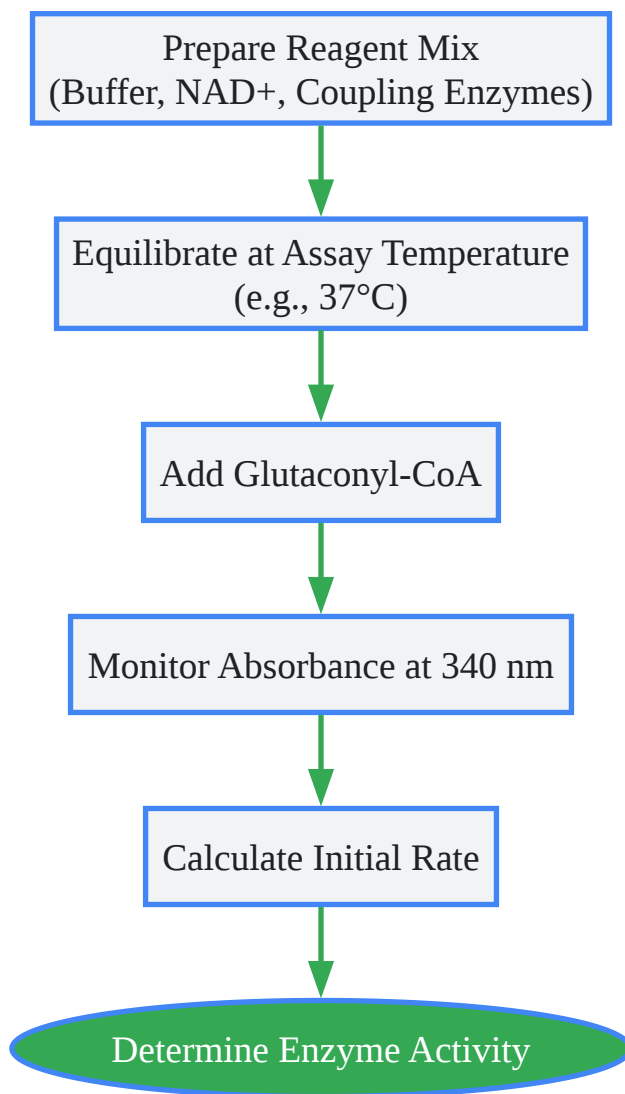 Prepare Reagent Mix
(Buffer, NAD+, Coupling Enzymes)
Equilibrate at Assay Temperature
(e.g., 37°C)
Add Glutaconyl-CoA
Monitor Absorbance at 340 nm
Calculate Initial Rate
Determine Enzyme Activity